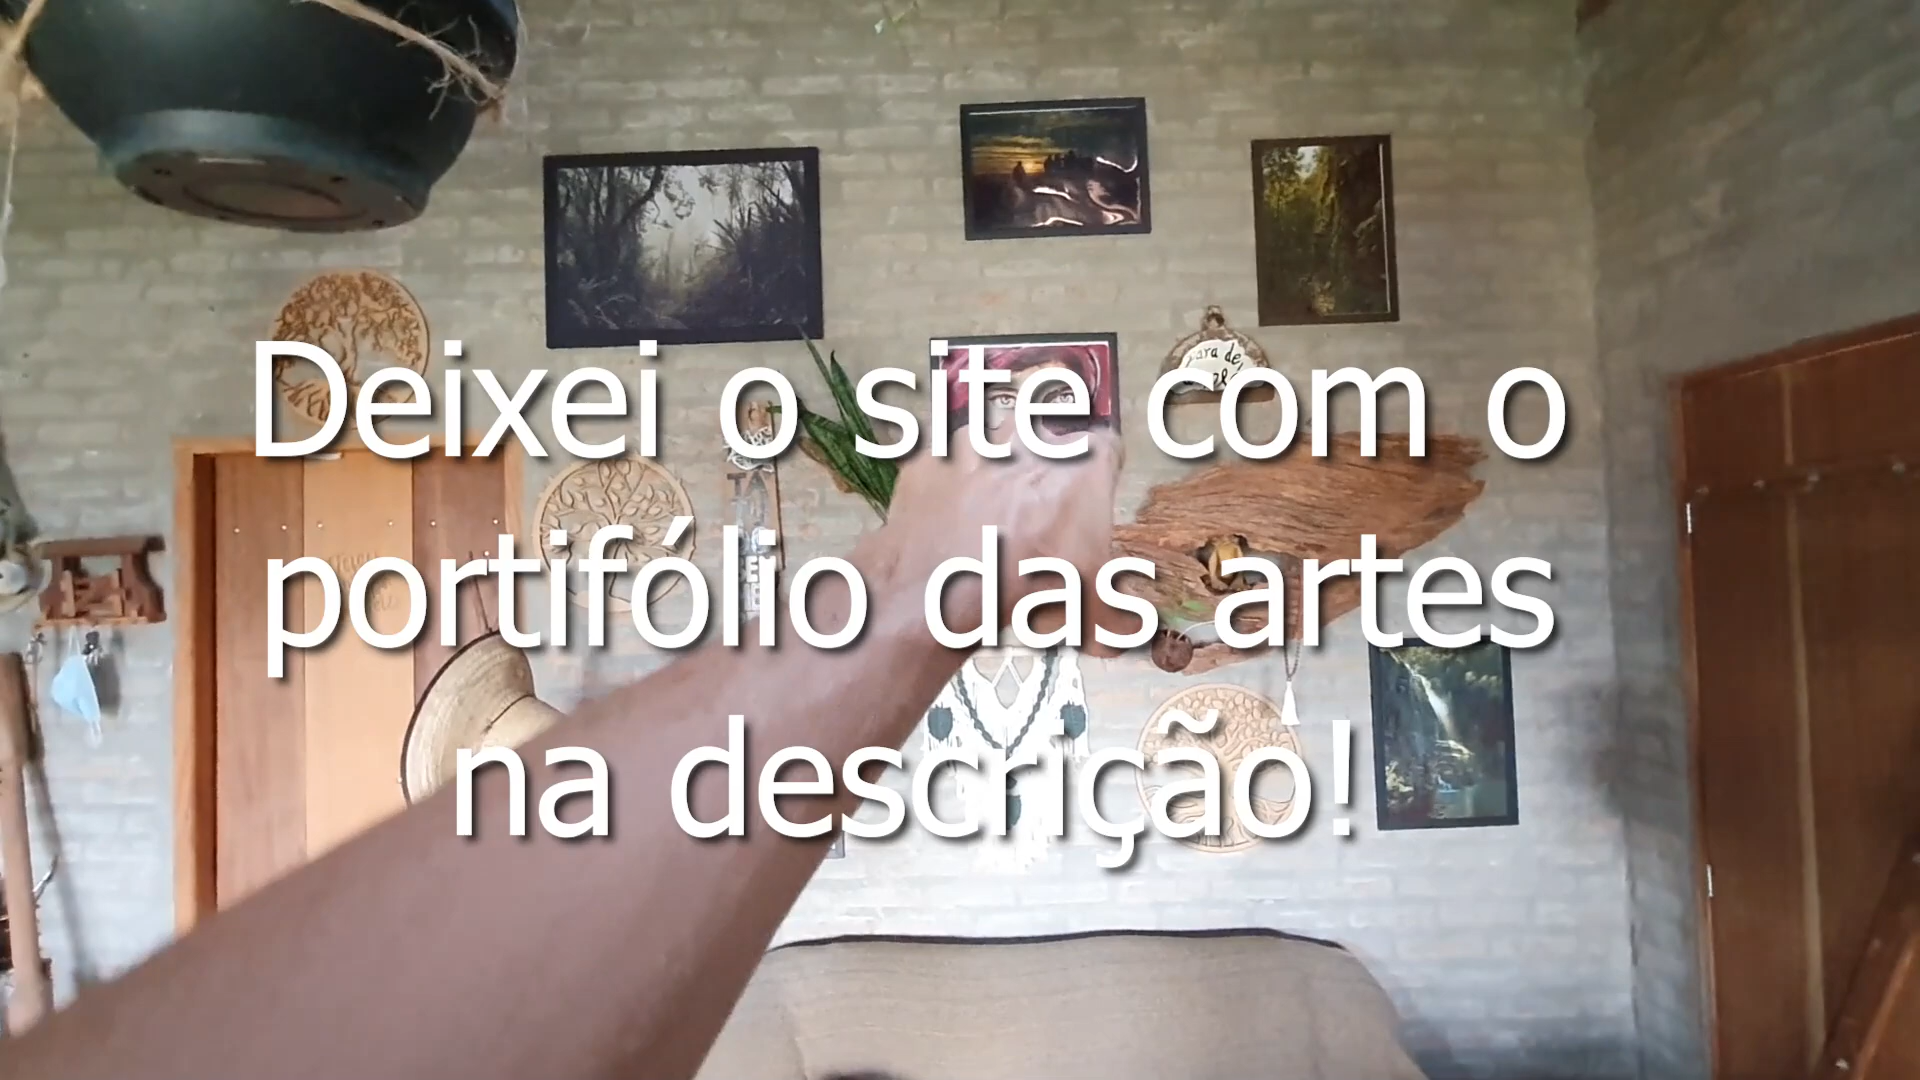 Deixei o site com o
portifólio das artes
na descrição!